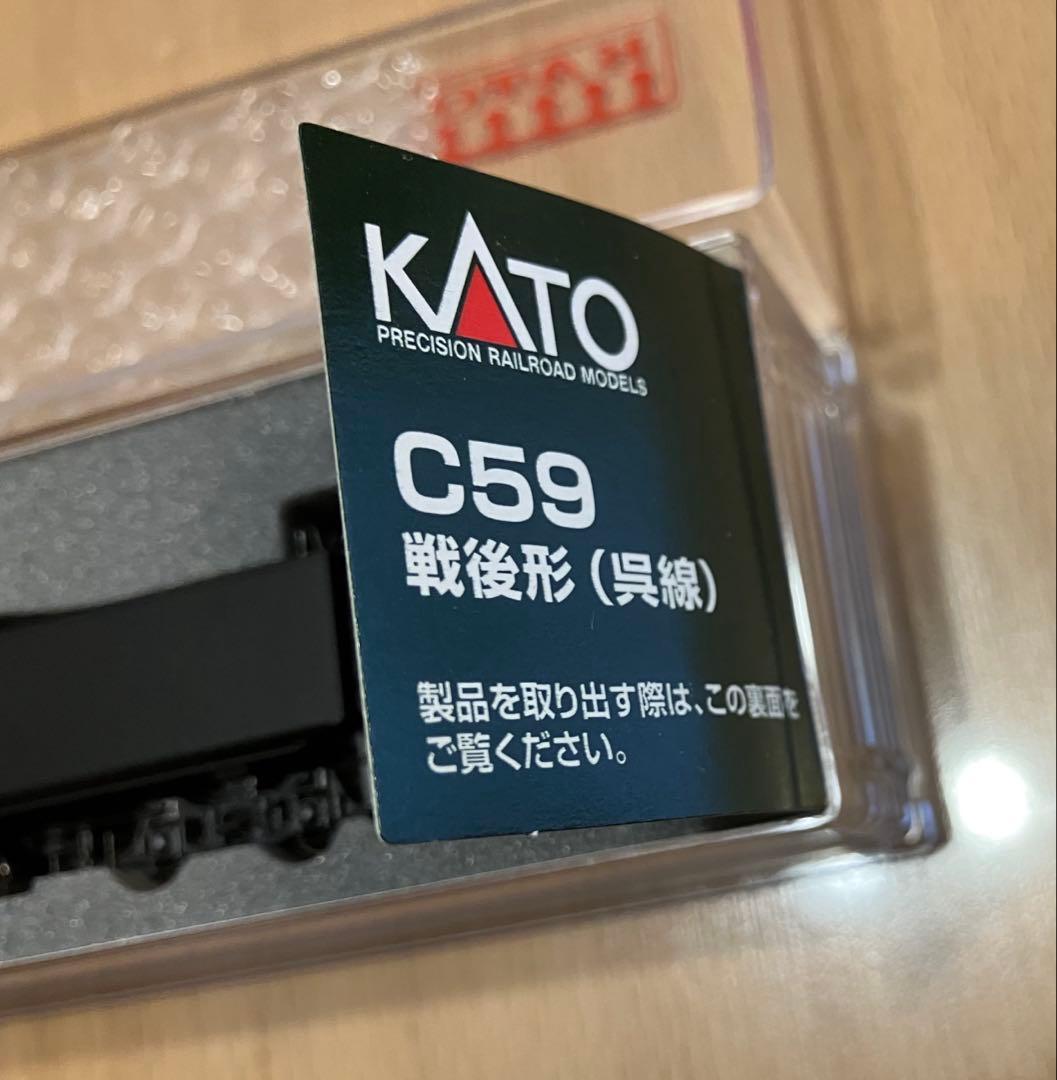 KATO
KATO
PRECISION RAILROAD MODELS
C59
戦後形（呉線）
製品を取り出す際は、この裏面を
ご覧ください。